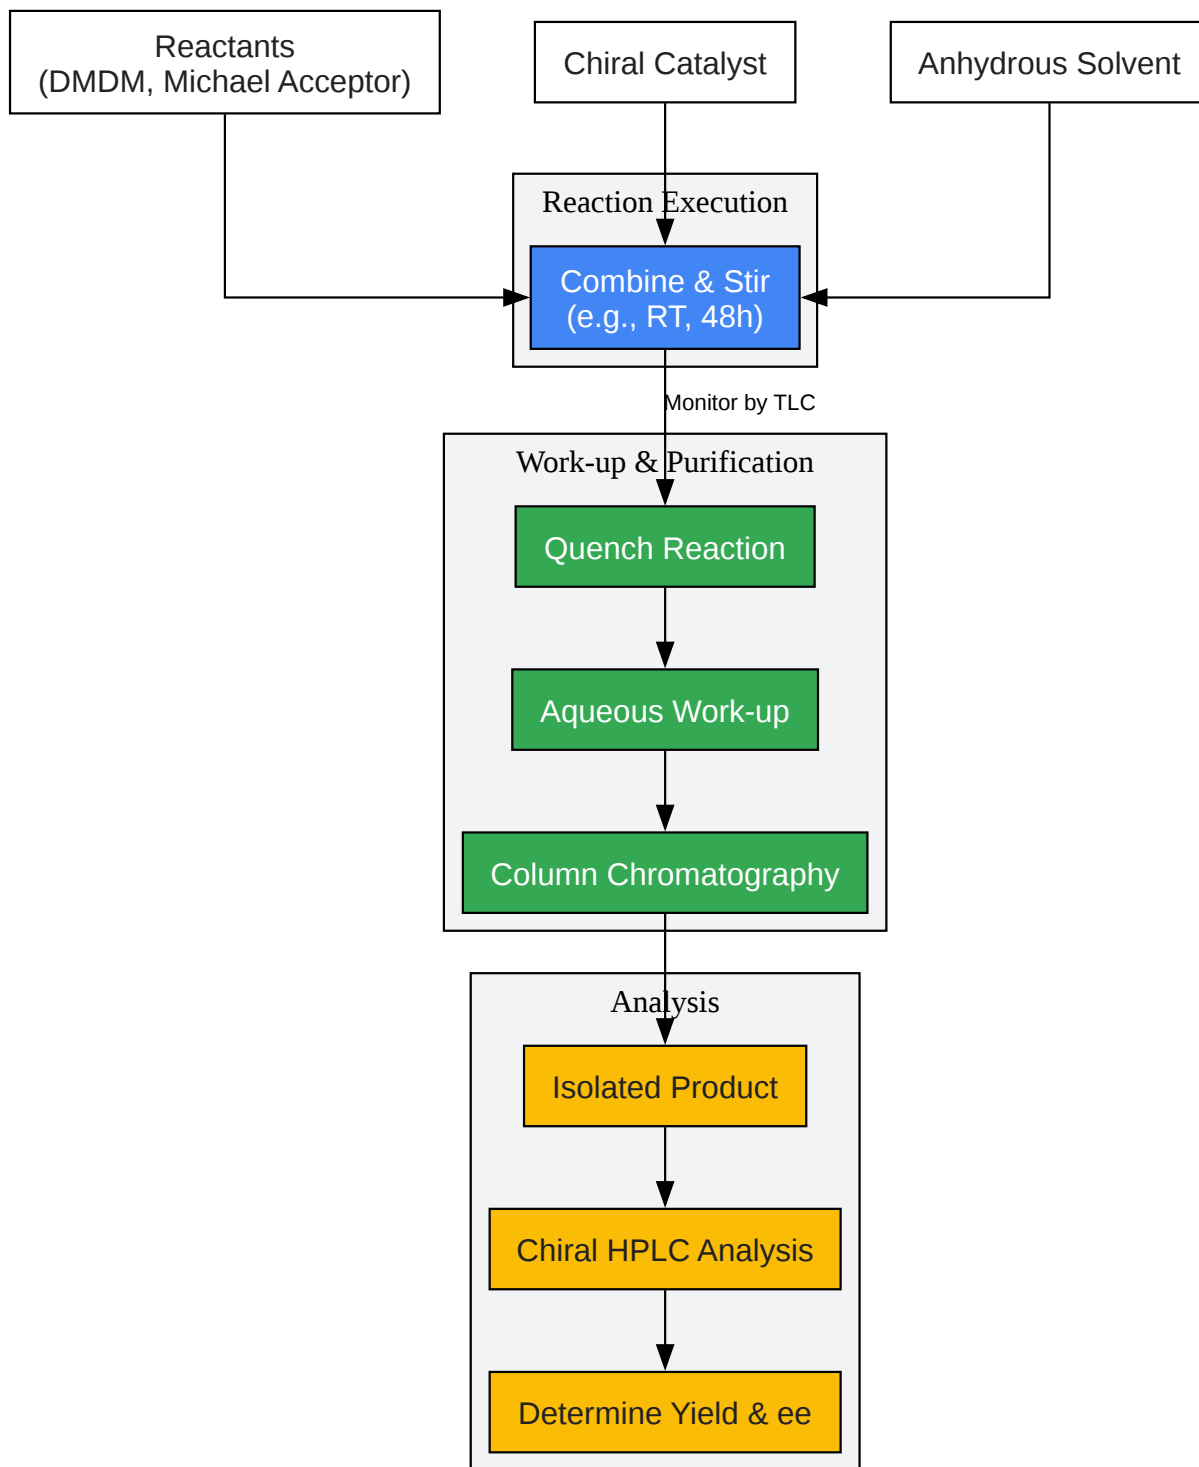 Reactants
(DMDM, Michael Acceptor)
Chiral Catalyst
Anhydrous Solvent
Reaction Execution
Combine & Stir
(e.g., RT, 48h)
Monitor by TLC
Work-up & Purification
Quench Reaction
Aqueous Work-up
Column Chromatography
Analysis
Isolated Product
Chiral HPLC Analysis
Determine Yield & ee